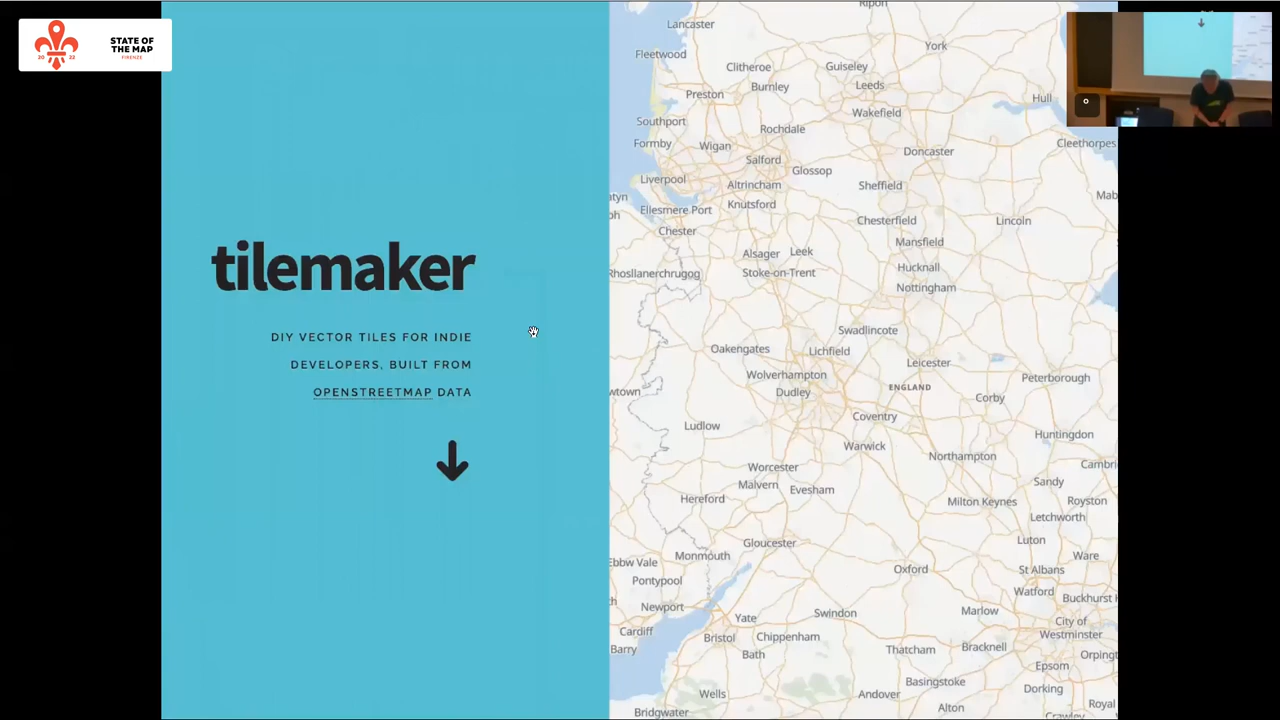 STATE OF
THE MAP
20 22
FIRENZE
tilemaker
DIY VECTOR TILES FOR INDIE
DEVELOPERS, BUILT FROM
OPENSTREETMAP DATA
Ripon
Lancaster
York
Fleetwood
Clitheroe
Guiseley
Burnley
Leeds
Preston
Hull
Wakefield
Southport
Rochdale
Formby
Wigan
Cleethorpes
Doncaster
Salford
Glossop
Liverpool
Altrincham
Sheffield
Knutsford
Ellesmere Port
Chesterfield
Lincoln
Chester
Mansfield
Alsager
Leek
Hucknall
Rhosllanerchrugog
Stoke-on-Trent
Nottingham
Swadlincote
Oakengates
Lichfield
Leicester
Wolverhampton
Peterborough
ENGLAND
Dudley
Corby
Coventry
Ludlow
Huntingdon
Warwick
Northampton
Worcester
Sandy
Malvern
Evesham
Hereford
Milton Keynes
Royston
Letchworth
Luton
Gloucester
Monmouth
Ware
Ebbw Vale
Oxford
St Albans
Pontypool
Watford
Newport
Marlow
Yate
Swindon
City of
Westminster
Cardiff
Bristol
Chippenham
Barry
Bath
Thatcham
Bracknell
Epsom
Basingstoke
Dorking
Wells
Andover
Royal
Alton
Bridgwater